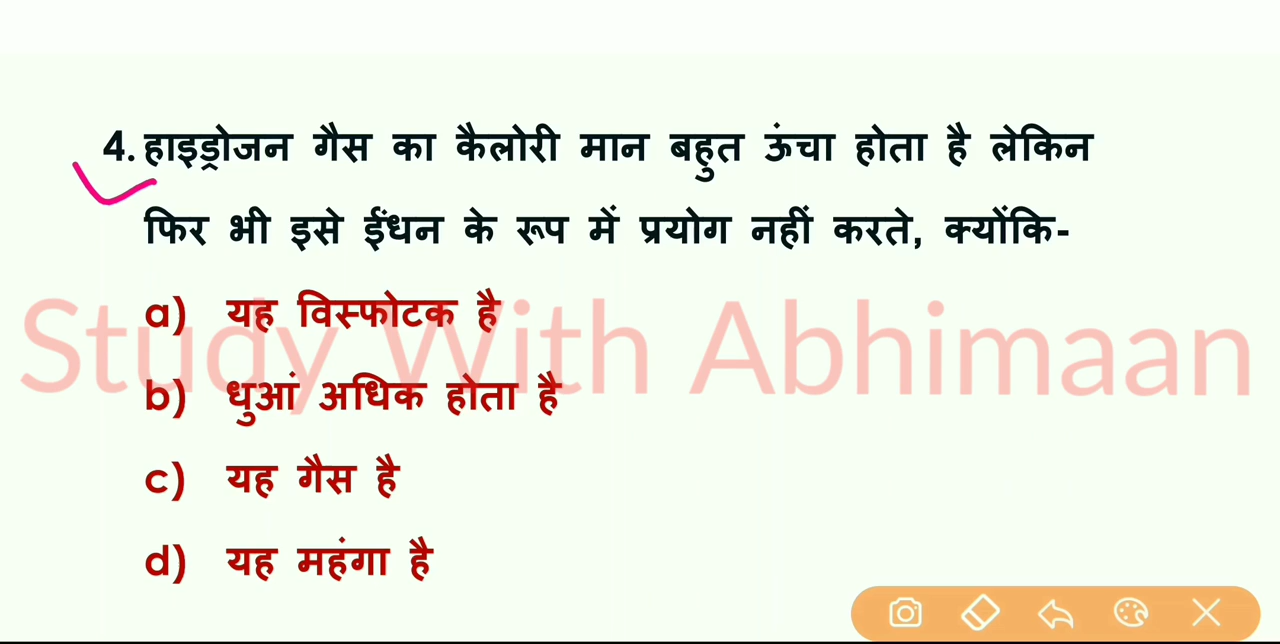 4. हाइड्रोजन गैस का कैलोरी मान बहुत ऊंचा होता है लेकिन
फिर भी इसे ईंधन के रूप में प्रयोग नहीं करते, क्योंकि-
a) यह विस्फोटक है
Study With Abhimaan
b) धुआं अधिक होता है
c) यह गैस है
d) यह महंगा है